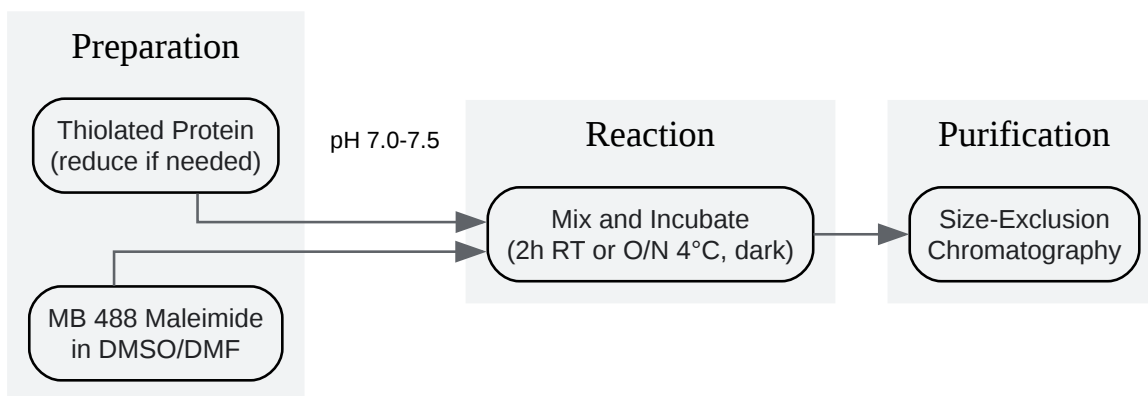 Preparation
Thiolated Protein
(reduce if needed)
MB 488 Maleimide
in DMSO/DMF
pH 7.0-7.5
Reaction
Mix and Incubate
(2h RT or O/N 4°C, dark)
Purification
Size-Exclusion
Chromatography